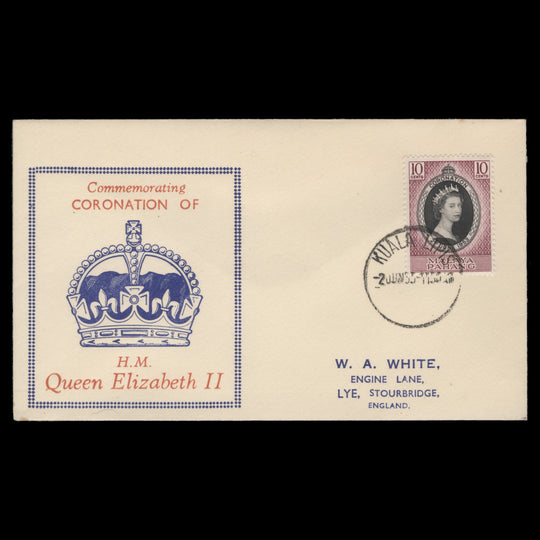 Commemorating
CORONATION OF
H.M.
Queen Elizabeth II
10 10
CENTS CENTS
CORONATION
MALAYA
PAHANG
KUALA
2 JUN 53
W. A. WHITE,
ENGINE LANE,
LYE, STOURBRIDGE,
ENGLAND.